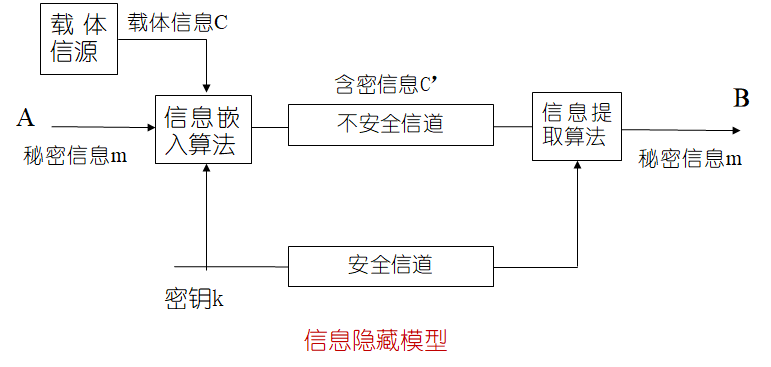 载体
信源
载体信息C
含密信息C’
A
B
信息嵌
入算法
不安全信道
信息提
取算法
秘密信息m
秘密信息m
安全信道
密钥k
信息隐藏模型